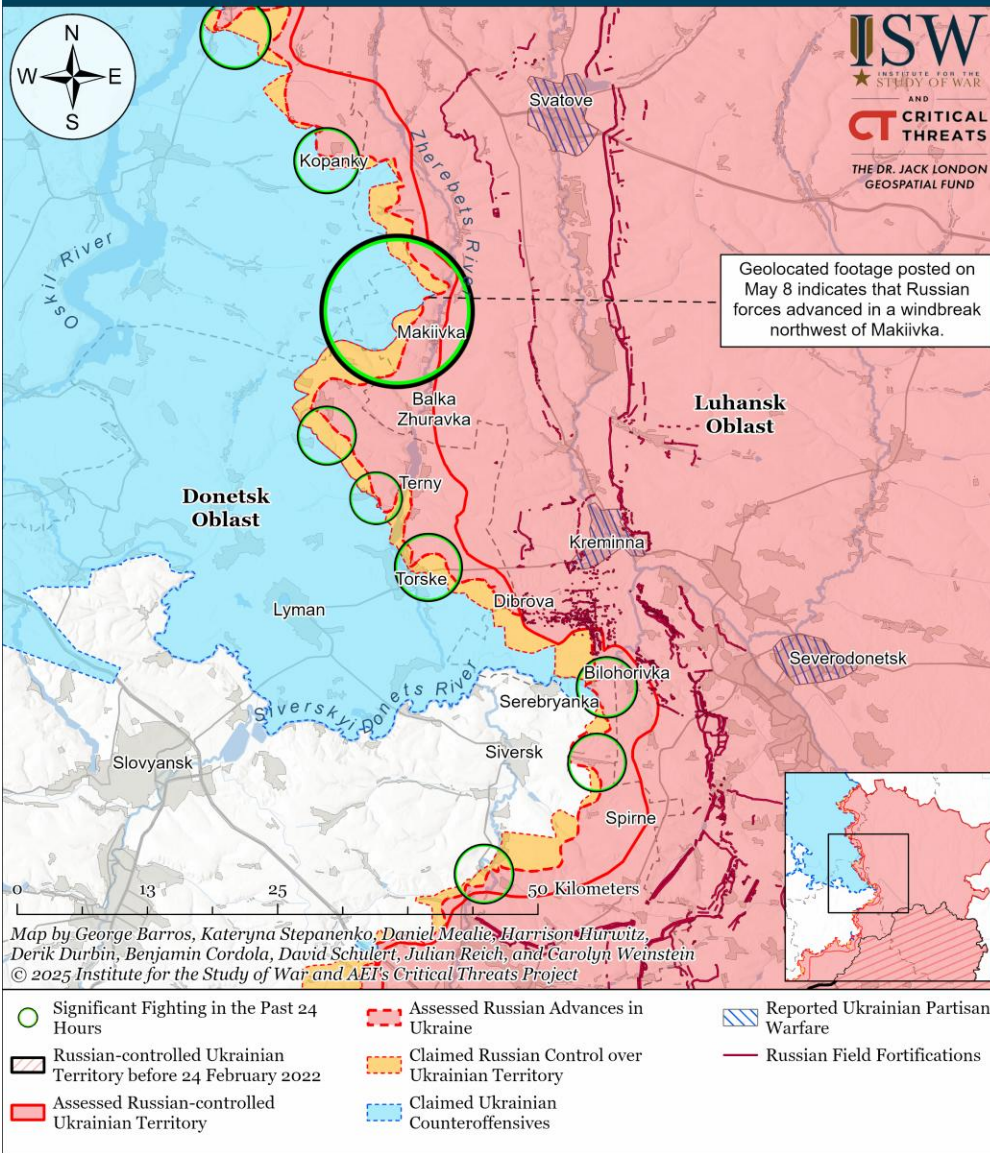 N
W
E
S
ISW
INSTITUTE FOR THE
STUDY OF WAR
AND
CT CRITICAL
THREATS
THE DR. JACK LONDON
GEOSPATIAL FUND
Svatove
Kopanky
Zherebets River
Oskil River
Geolocated footage posted on
May 8 indicates that Russian
forces advanced in a windbreak
northwest of Makiivka.
Makiivka
Balka
Zhuravka
Luhansk
Oblast
Terny
Donetsk
Oblast
Kreminna
Torske
Dibrova
Lyman
Severodonetsk
Bilohorivka
Serebryanka
Siverskyi Donets River
Siversk
Slovyansk
Spirne
0 13 25 50 Kilometers
Map by George Barros, Kateryna Stepanenko, Daniel Mealie, Harrison Hurwitz,
Derik Durbin, Benjamin Cordola, David Schubert, Julian Reich, and Carolyn Weinstein
© 2025 Institute for the Study of War and AEI's Critical Threats Project
Significant Fighting in the Past 24
Hours
Russian-controlled Ukrainian
Territory before 24 February 2022
Assessed Russian-controlled
Ukrainian Territory
Assessed Russian Advances in
Ukraine
Claimed Russian Control over
Ukrainian Territory
Claimed Ukrainian
Counteroffensives
Reported Ukrainian Partisan
Warfare
Russian Field Fortifications